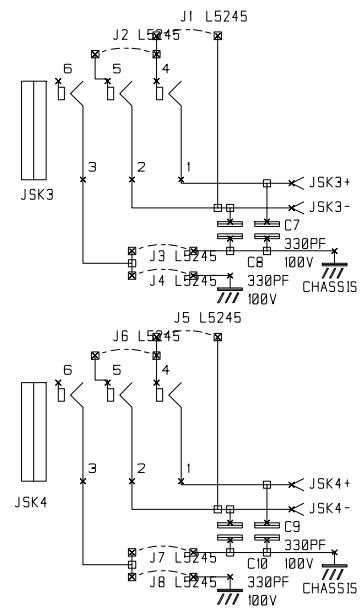 J1 L5245
J2 L5245
6 5 4
3 2 1
JSK3
JSK3+
JSK3-
C7
330PF
J3 L5245 C8 100V
J4 L5245 330PF
100V
CHASSIS
J5 L5245
J6 L5245
6 5 4
3 2 1
JSK4
JSK4+
JSK4-
C9
330PF
J7 L5245 C10 100V
J8 L5245 330PF
100V
CHASSIS